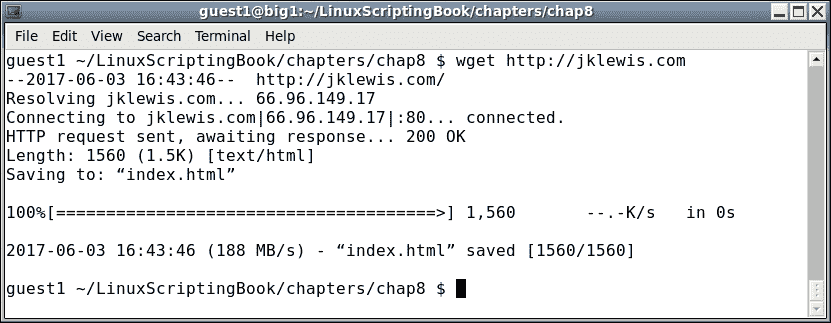 guest1@big1:~/LinuxScriptingBook/chapters/chap8
File Edit View Search Terminal Help
guest1 ~/LinuxScriptingBook/chapters/chap8 $ wget http://jklewis.com
--2017-06-03 16:43:46--  http://jklewis.com/
Resolving jklewis.com... 66.96.149.17
Connecting to jklewis.com|66.96.149.17|:80... connected.
HTTP request sent, awaiting response... 200 OK
Length: 1560 (1.5K) [text/html]
Saving to: “index.html”
100%[======================================>] 1,560       --.-K/s   in 0s
2017-06-03 16:43:46 (188 MB/s) - “index.html” saved [1560/1560]
guest1 ~/LinuxScriptingBook/chapters/chap8 $